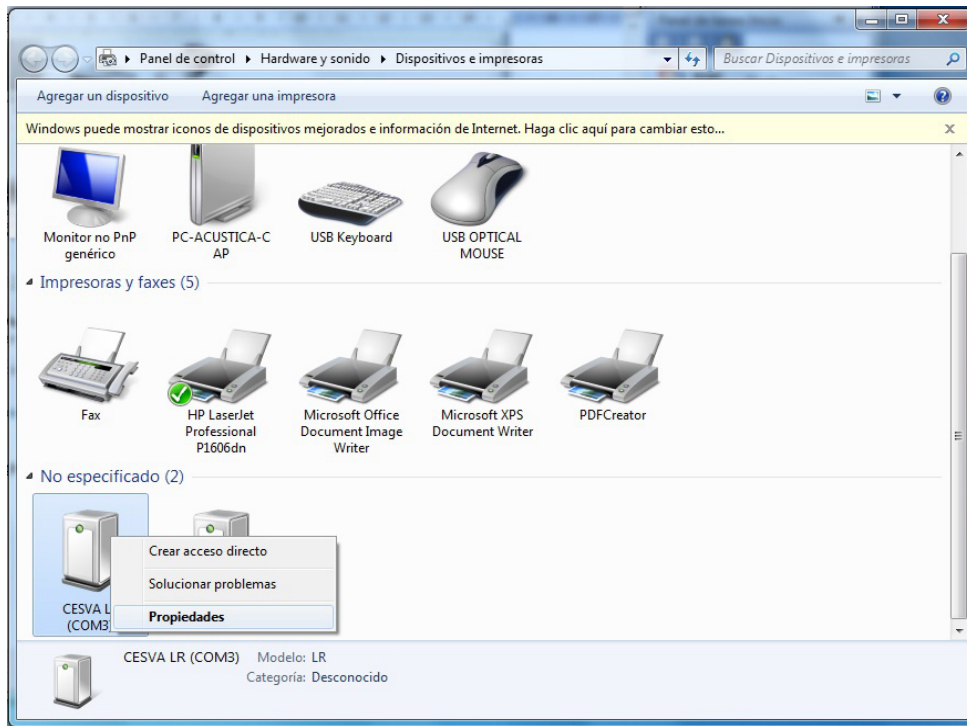 Panel de control Hardware y sonido Dispositivos e impresoras
Buscar Dispositivos e impresoras
Agregar un dispositivo Agregar una impresora
Windows puede mostrar iconos de dispositivos mejorados e información de Internet. Haga clic aquí para cambiar esto...
Monitor no PnP
genérico
PC-ACUSTICA-C
AP
USB Keyboard
USB OPTICAL
MOUSE
Impresoras y faxes (5)
Fax
HP LaserJet
Professional
P1606dn
Microsoft Office
Document Image
Writer
Microsoft XPS
Document Writer
PDFCreator
No especificado (2)
CESVA L
(COM3
Crear acceso directo
Solucionar problemas
Propiedades
CESVA LR (COM3) Modelo: LR
Categoría: Desconocido